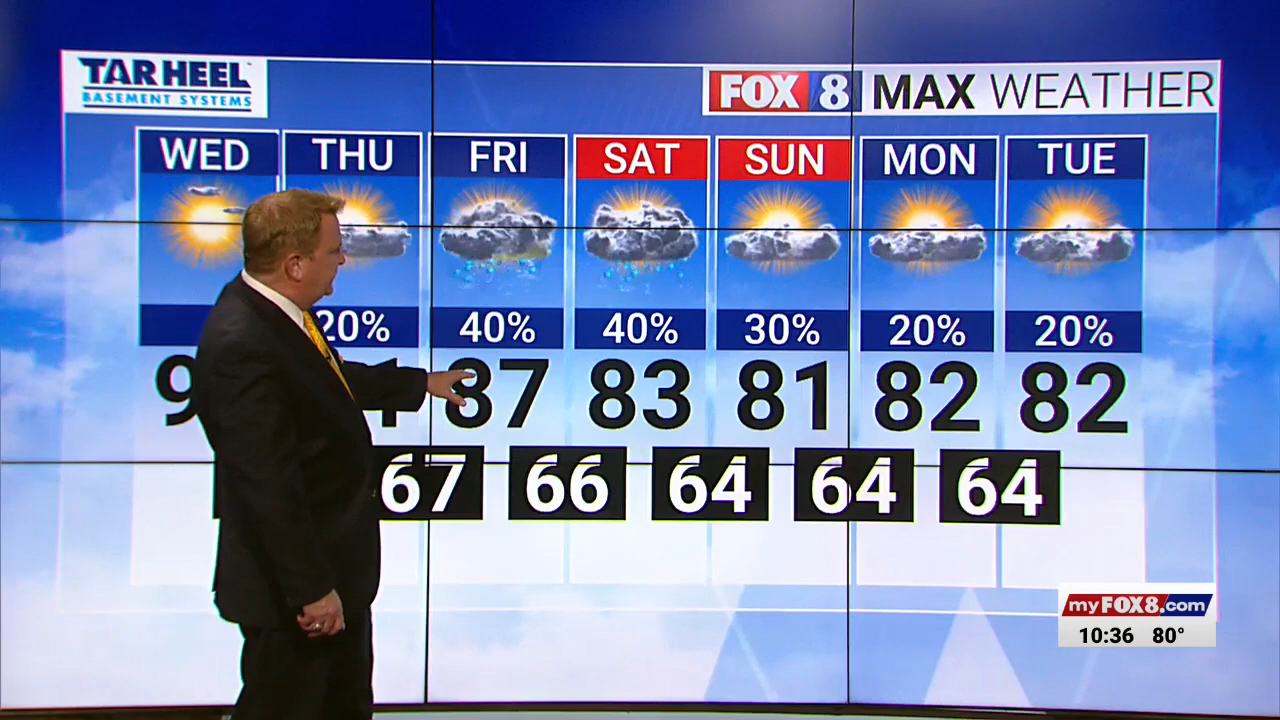 TAR HEEL
BASEMENT SYSTEMS
FOX 8 MAX WEATHER
WED THU FRI SAT SUN MON TUE
20% 40% 40% 30% 20% 20%
87 83 81 82 82
67 66 64 64 64
myFOX8.com
10:36 80°